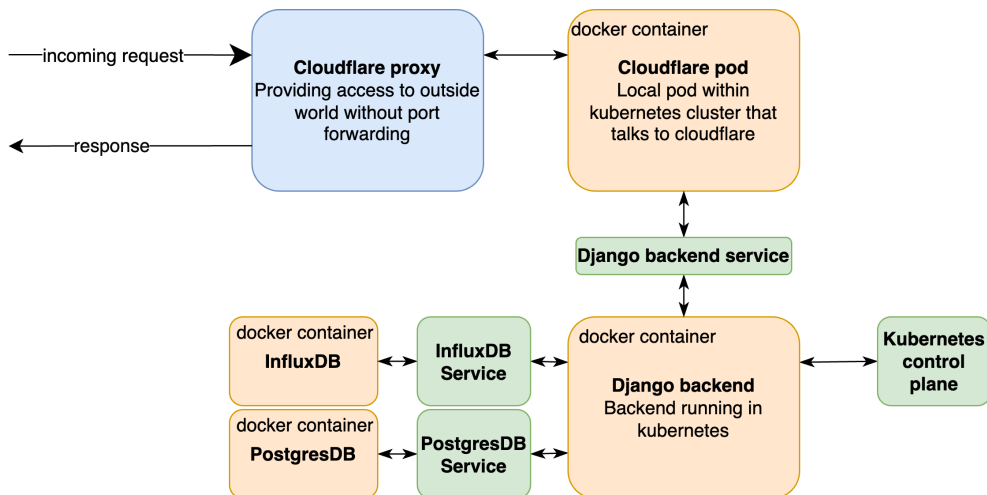 incoming request
response
Cloudflare proxy
Providing access to outside
world without port
forwarding
docker container
Cloudflare pod
Local pod within
kubernetes cluster that
talks to cloudflare
Django backend service
docker container
InfluxDB
InfluxDB
Service
docker container
Django backend
Backend running in
kubernetes
Kubernetes
control
plane
docker container
PostgresDB
PostgresDB
Service